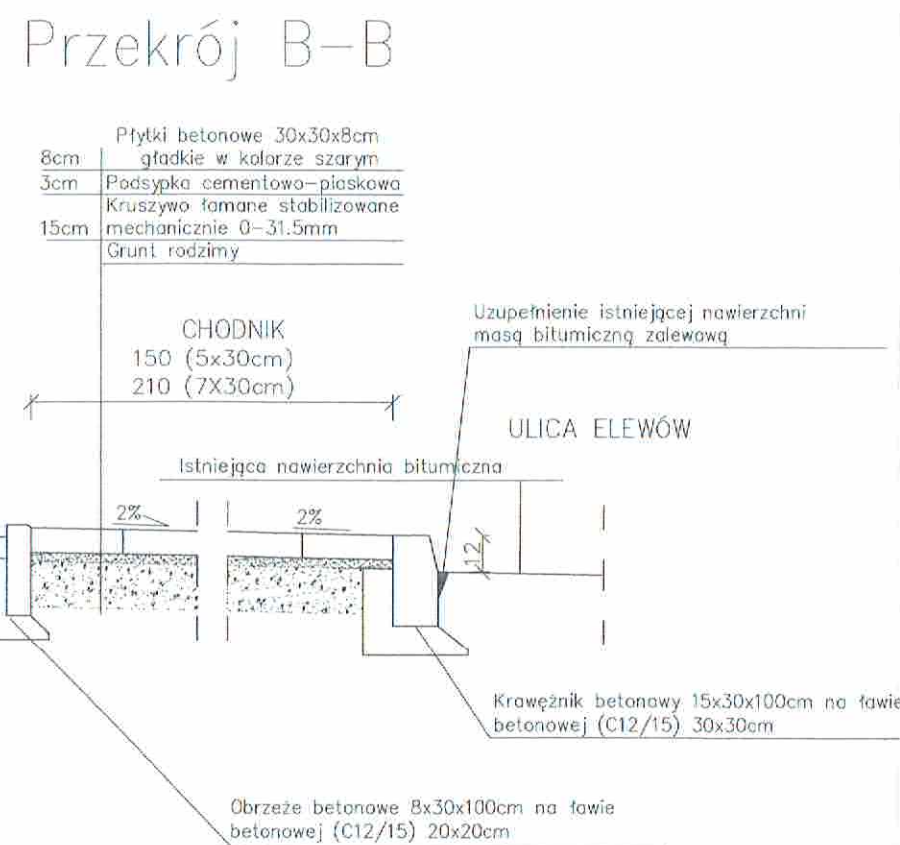 Przekrój B-B
Płytki betonowe 30x30x8cm
8cm gładkie w kolorze szarym
3cm Podsypka cementowo-piaskowa
Kruszywo łamane stabilizowane
15cm mechanicznie 0-31.5mm
Grunt rodzimy
Uzupełnienie istniejącej nawierzchni
masą bitumiczną zalewową
CHODNIK
150 (5x30cm)
210 (7X30cm)
ULICA ELEWÓW
Istniejąca nawierzchnia bitumiczna
2%
2%
12
Krawężnik betonowy 15x30x100cm na ławie
betonowej (C12/15) 30x30cm
Obrzeże betonowe 8x30x100cm na ławie
betonowej (C12/15) 20x20cm